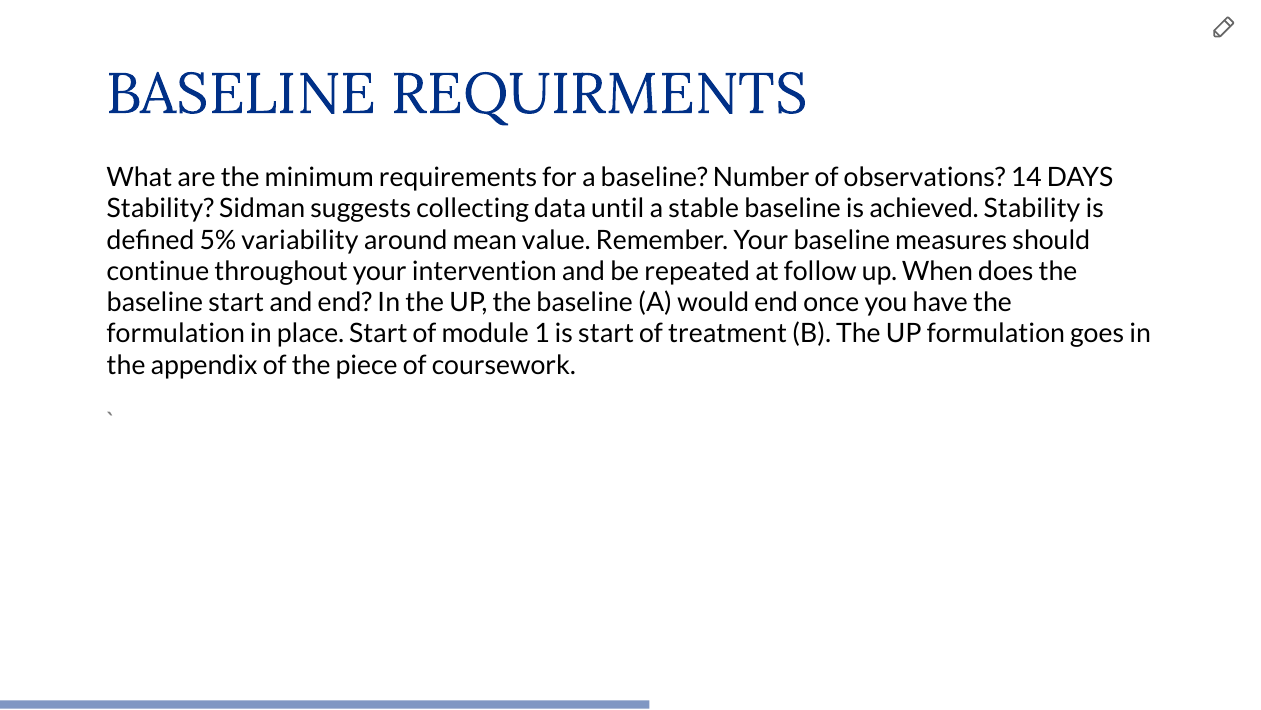 BASELINE REQUIRMENTS
What are the minimum requirements for a baseline? Number of observations? 14 DAYS
Stability? Sidman suggests collecting data until a stable baseline is achieved. Stability is
defined 5% variability around mean value. Remember. Your baseline measures should
continue throughout your intervention and be repeated at follow up. When does the
baseline start and end? In the UP, the baseline (A) would end once you have the
formulation in place. Start of module 1 is start of treatment (B). The UP formulation goes in
the appendix of the piece of coursework.
`